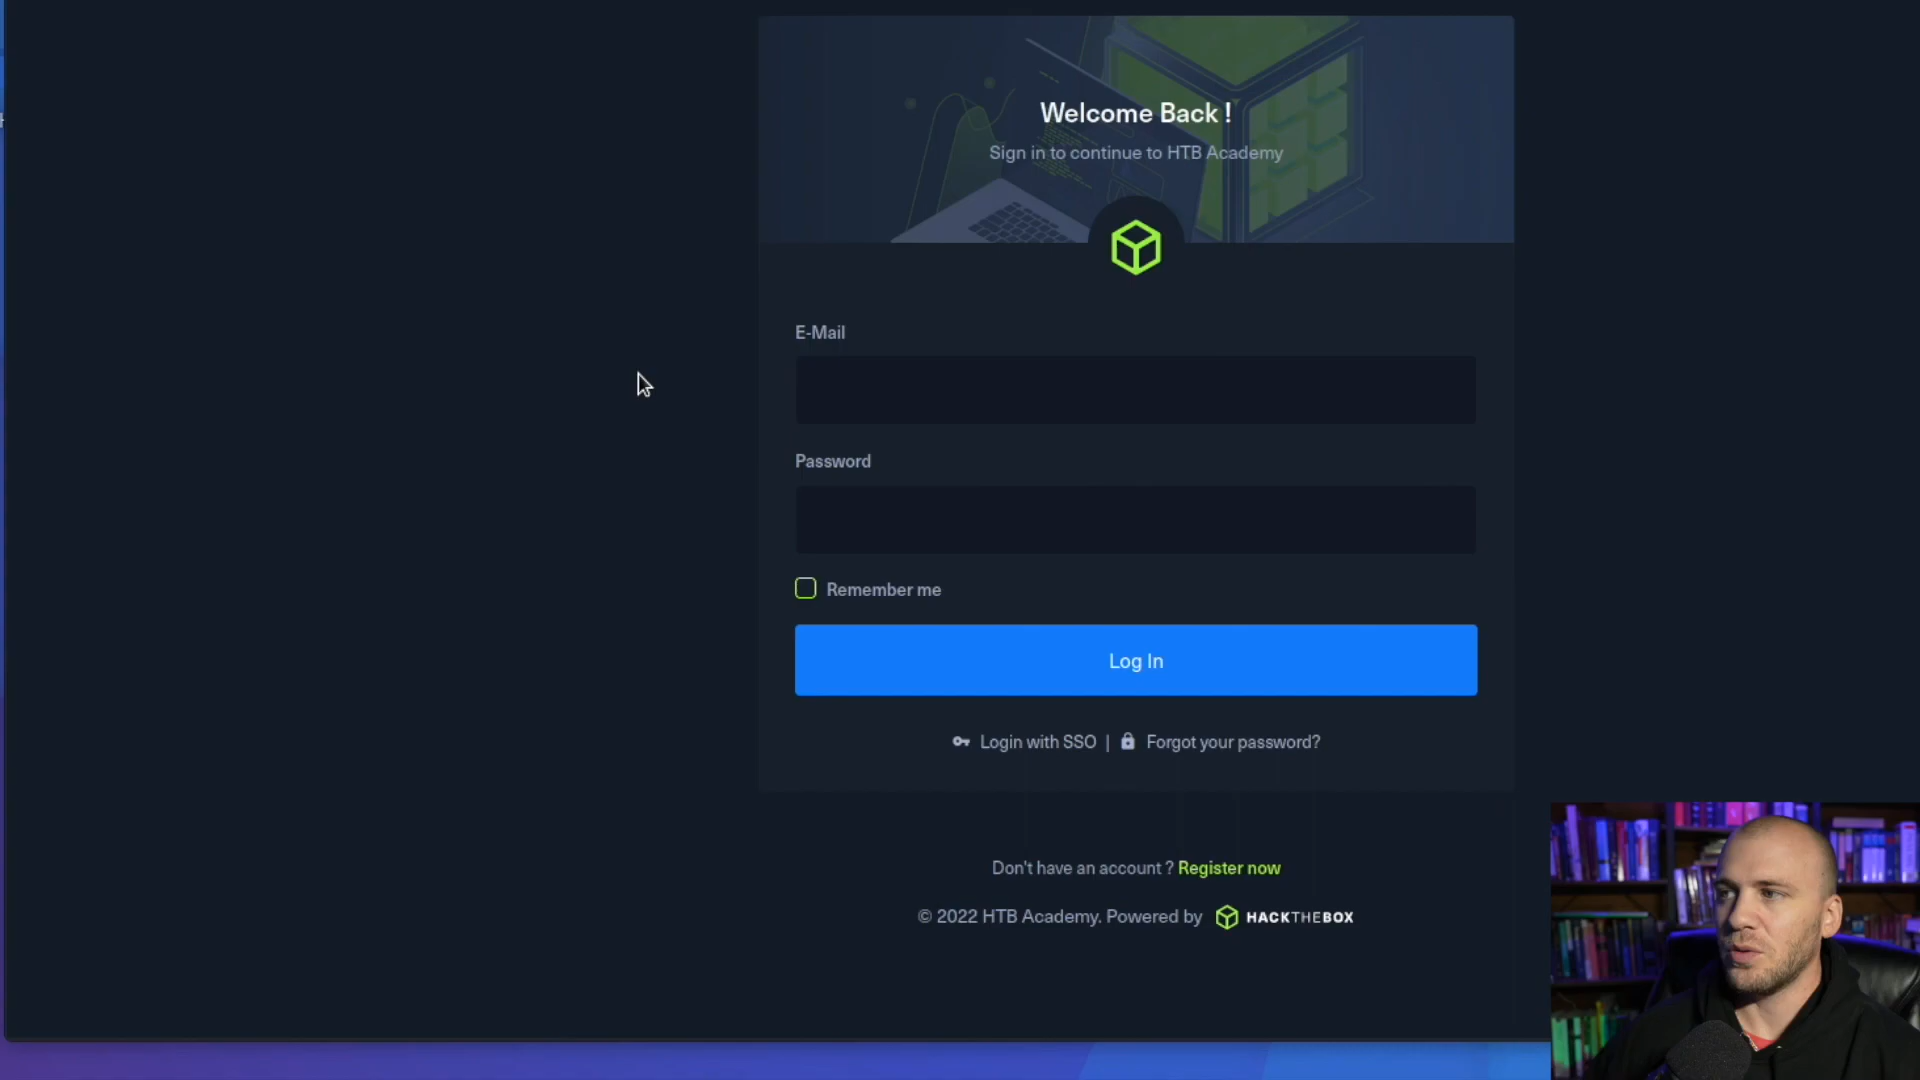 Welcome Back !
Sign in to continue to HTB Academy
E-Mail
Password
Remember me
Log In
Login with SSO | Forgot your password?
Don't have an account ? Register now
© 2022 HTB Academy. Powered by HACKTHEBOX